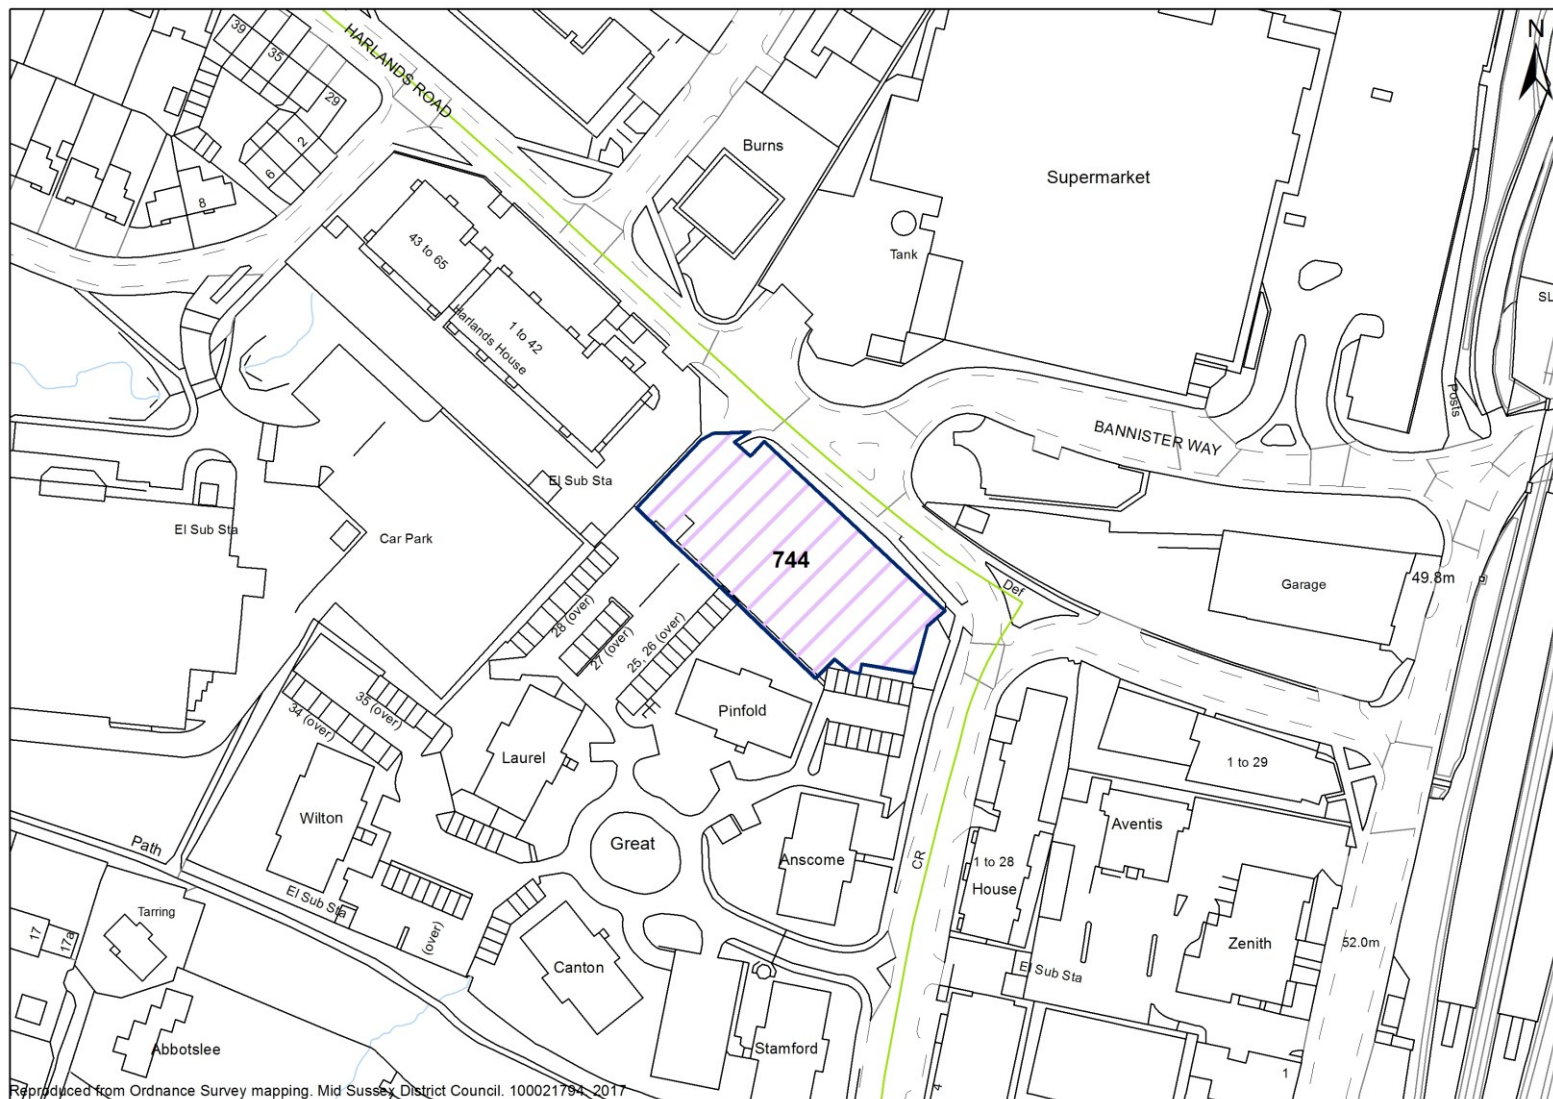 39
35
29
2
6
8
HARLANDS ROAD
N
Burns
Supermarket
Tank
SL
43 to 65
1 to 42
Harlands House
BANNISTER WAY
Posts
El Sub Sta
El Sub Sta
Car Park
744
Def
Garage
49.8m
28 (over)
27 (over)
25, 26 (over)
34 (over)
35 (over)
Pinfold
Laurel
Wilton
Great
Anscome
CR
1 to 29
Aventis
1 to 28
House
Path
El Sub Sta
(over)
Tarring
17
17a
Canton
Zenith
52.0m
El Sub Sta
Abbotslee
Stamford
4
1
Reproduced from Ordnance Survey mapping. Mid Sussex District Council. 100021794. 2017